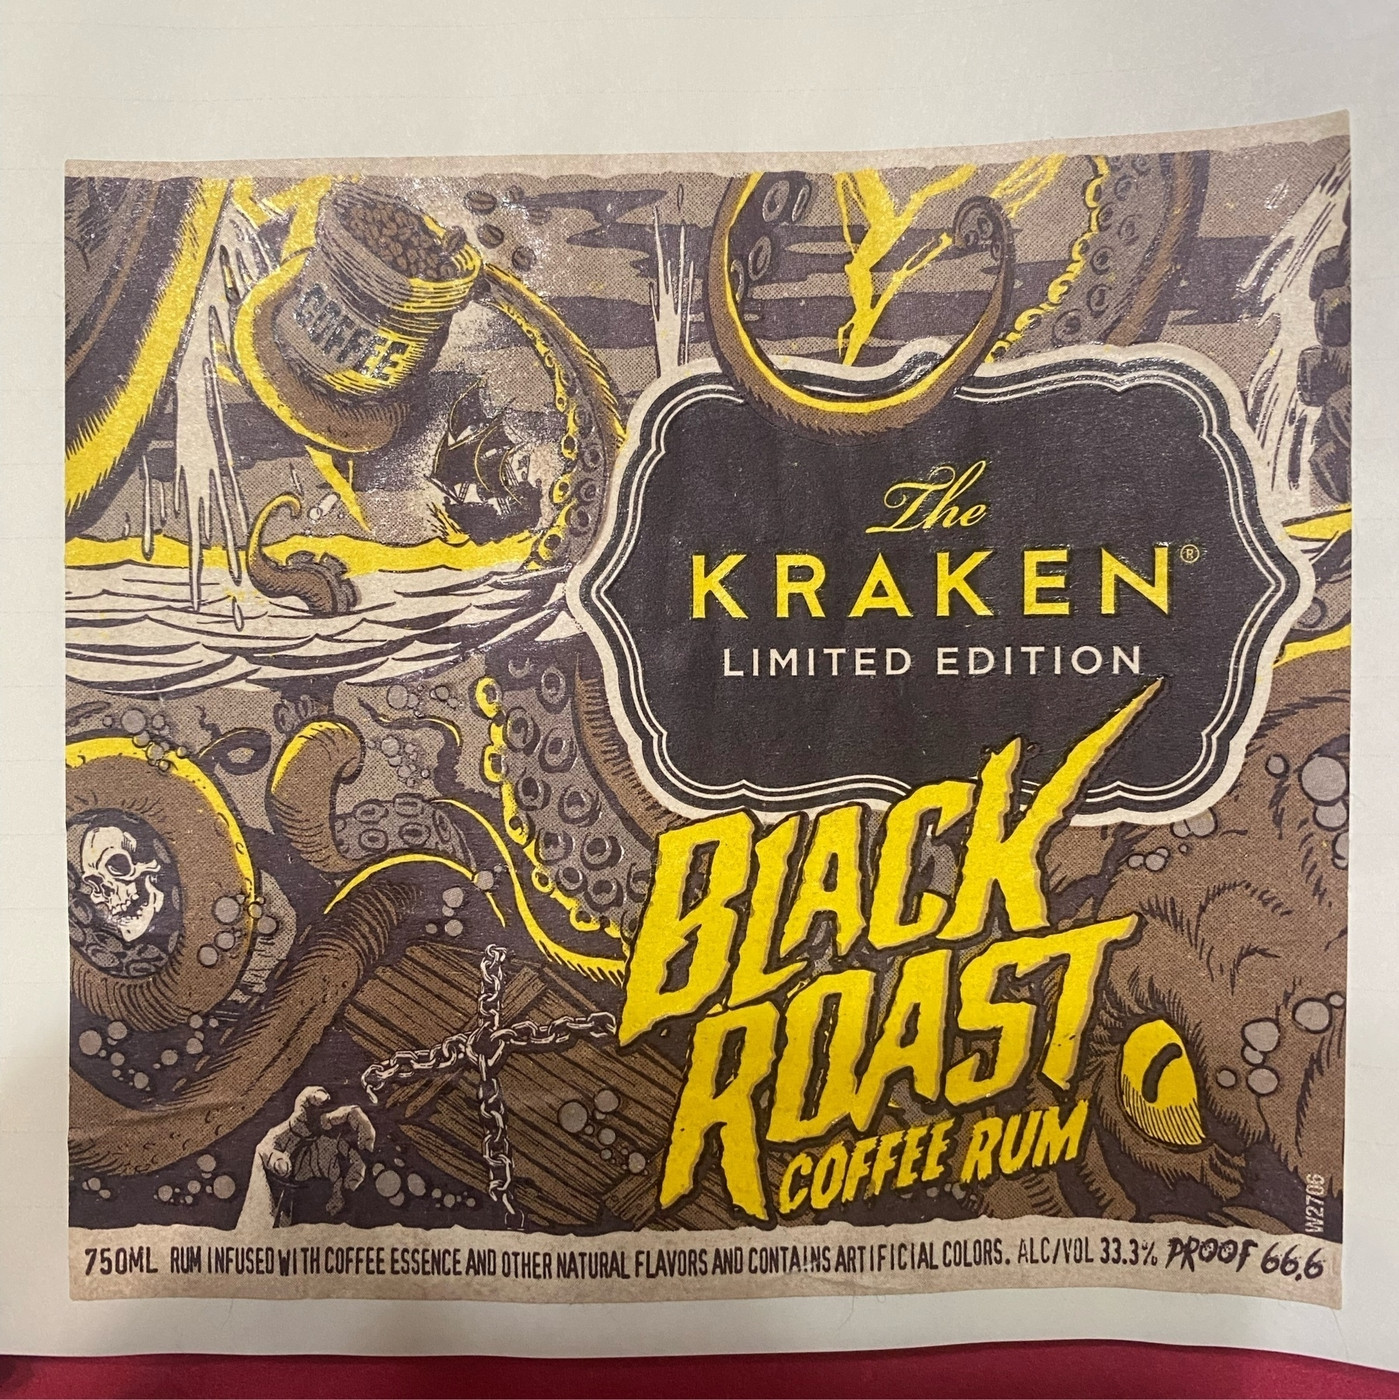 COFFEE
The
KRAKEN®
LIMITED EDITION
BLACK
ROAST
COFFEE RUM
W2706
750ML RUM INFUSED WITH COFFEE ESSENCE AND OTHER NATURAL FLAVORS AND CONTAINS ARTIFICIAL COLORS. ALC/VOL 33.3% PROOF 66.6